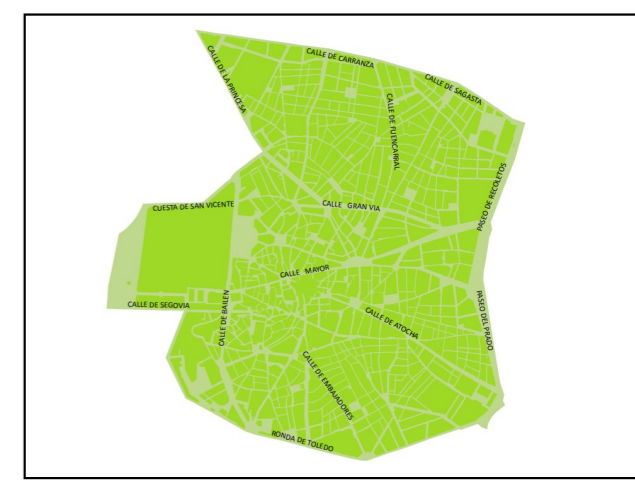 CALLE DE CARRANZA
CALLE DE LA PRINCESA
CALLE DE SAGASTA
CALLE DE FUENCARRAL
PASEO DE RECOLETOS
CUESTA DE SAN VICENTE
CALLE GRAN VIA
CALLE MAYOR
CALLE DE SEGOVIA
CALLE DE BAILEN
PASEO DEL PRADO
CALLE DE ATOCHA
CALLE DE EMBAJADORES
RONDA DE TOLEDO